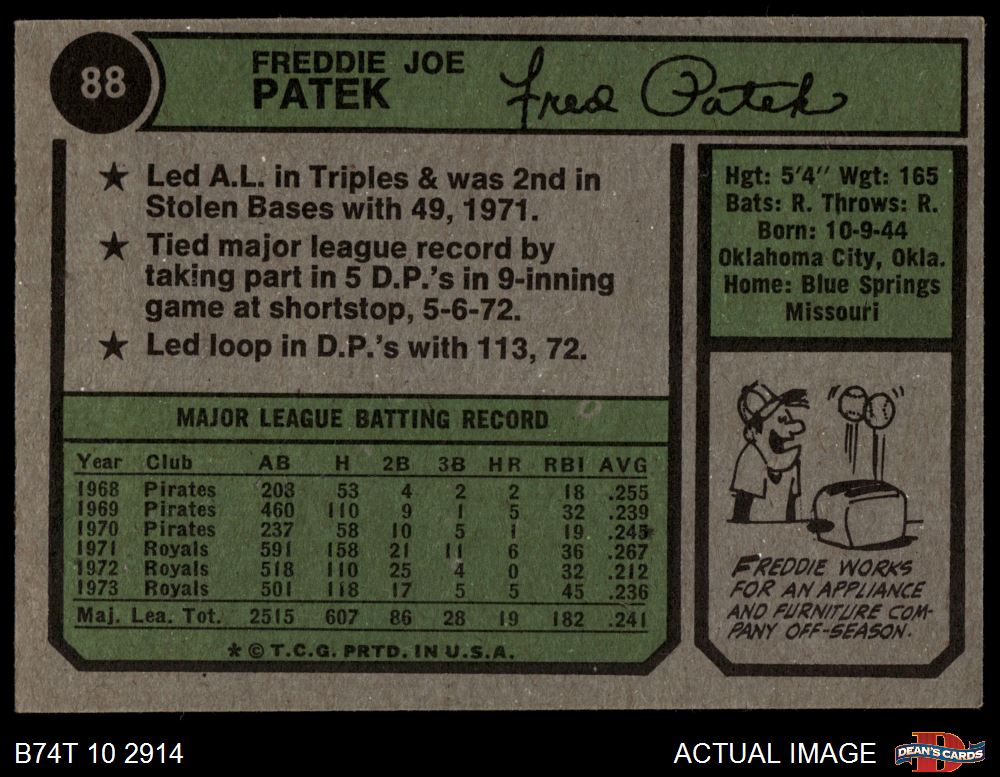 88
FREDDIE JOE
PATEK
Fred Patek
★ Led A.L. in Triples & was 2nd in
Stolen Bases with 49, 1971.
★ Tied major league record by
taking part in 5 D.P.'s in 9-inning
game at shortstop, 5-6-72.
★ Led loop in D.P.'s with 113, 72.
Hgt: 5'4" Wgt: 165
Bats: R. Throws: R.
Born: 10-9-44
Oklahoma City, Okla.
Home: Blue Springs
Missouri
MAJOR LEAGUE BATTING RECORD
Year Club AB H 2B 3B HR RBI AVG
1968 Pirates 203 53 4 2 2 18 .255
1969 Pirates 460 110 9 1 5 32 .239
1970 Pirates 237 58 10 5 1 19 .245
1971 Royals 591 158 21 11 6 36 .267
1972 Royals 518 110 25 4 0 32 .212
1973 Royals 501 118 17 5 5 45 .236
Maj. Lea. Tot. 2515 607 86 28 19 182 .241
* © T.C.G. PRTD. IN U.S.A.
FREDDIE WORKS
FOR AN APPLIANCE
AND FURNITURE COM-
PANY OFF-SEASON.
B74T 10 2914
ACTUAL IMAGE
DEAN'S CARDS